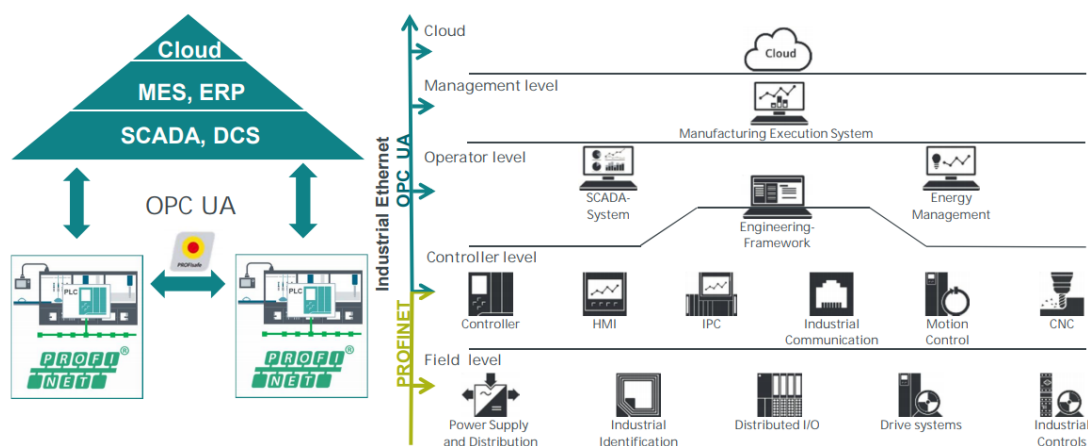 Cloud
MES, ERP
SCADA, DCS
OPC UA
PROFIsafe
PLC
PROFI
NET
®
PLC
PROFI
NET
®
Industrial Ethernet
OPC UA
PROFINET
Cloud
Cloud
Management level
Manufacturing Execution System
Operator level
SCADA-
System
Engineering-
Framework
Energy
Management
Controller level
Controller
HMI
IPC
Industrial
Communication
Motion
Control
CNC
Field level
Power Supply
and Distribution
Industrial
Identification
Distributed I/O
Drive systems
Industrial
Controls